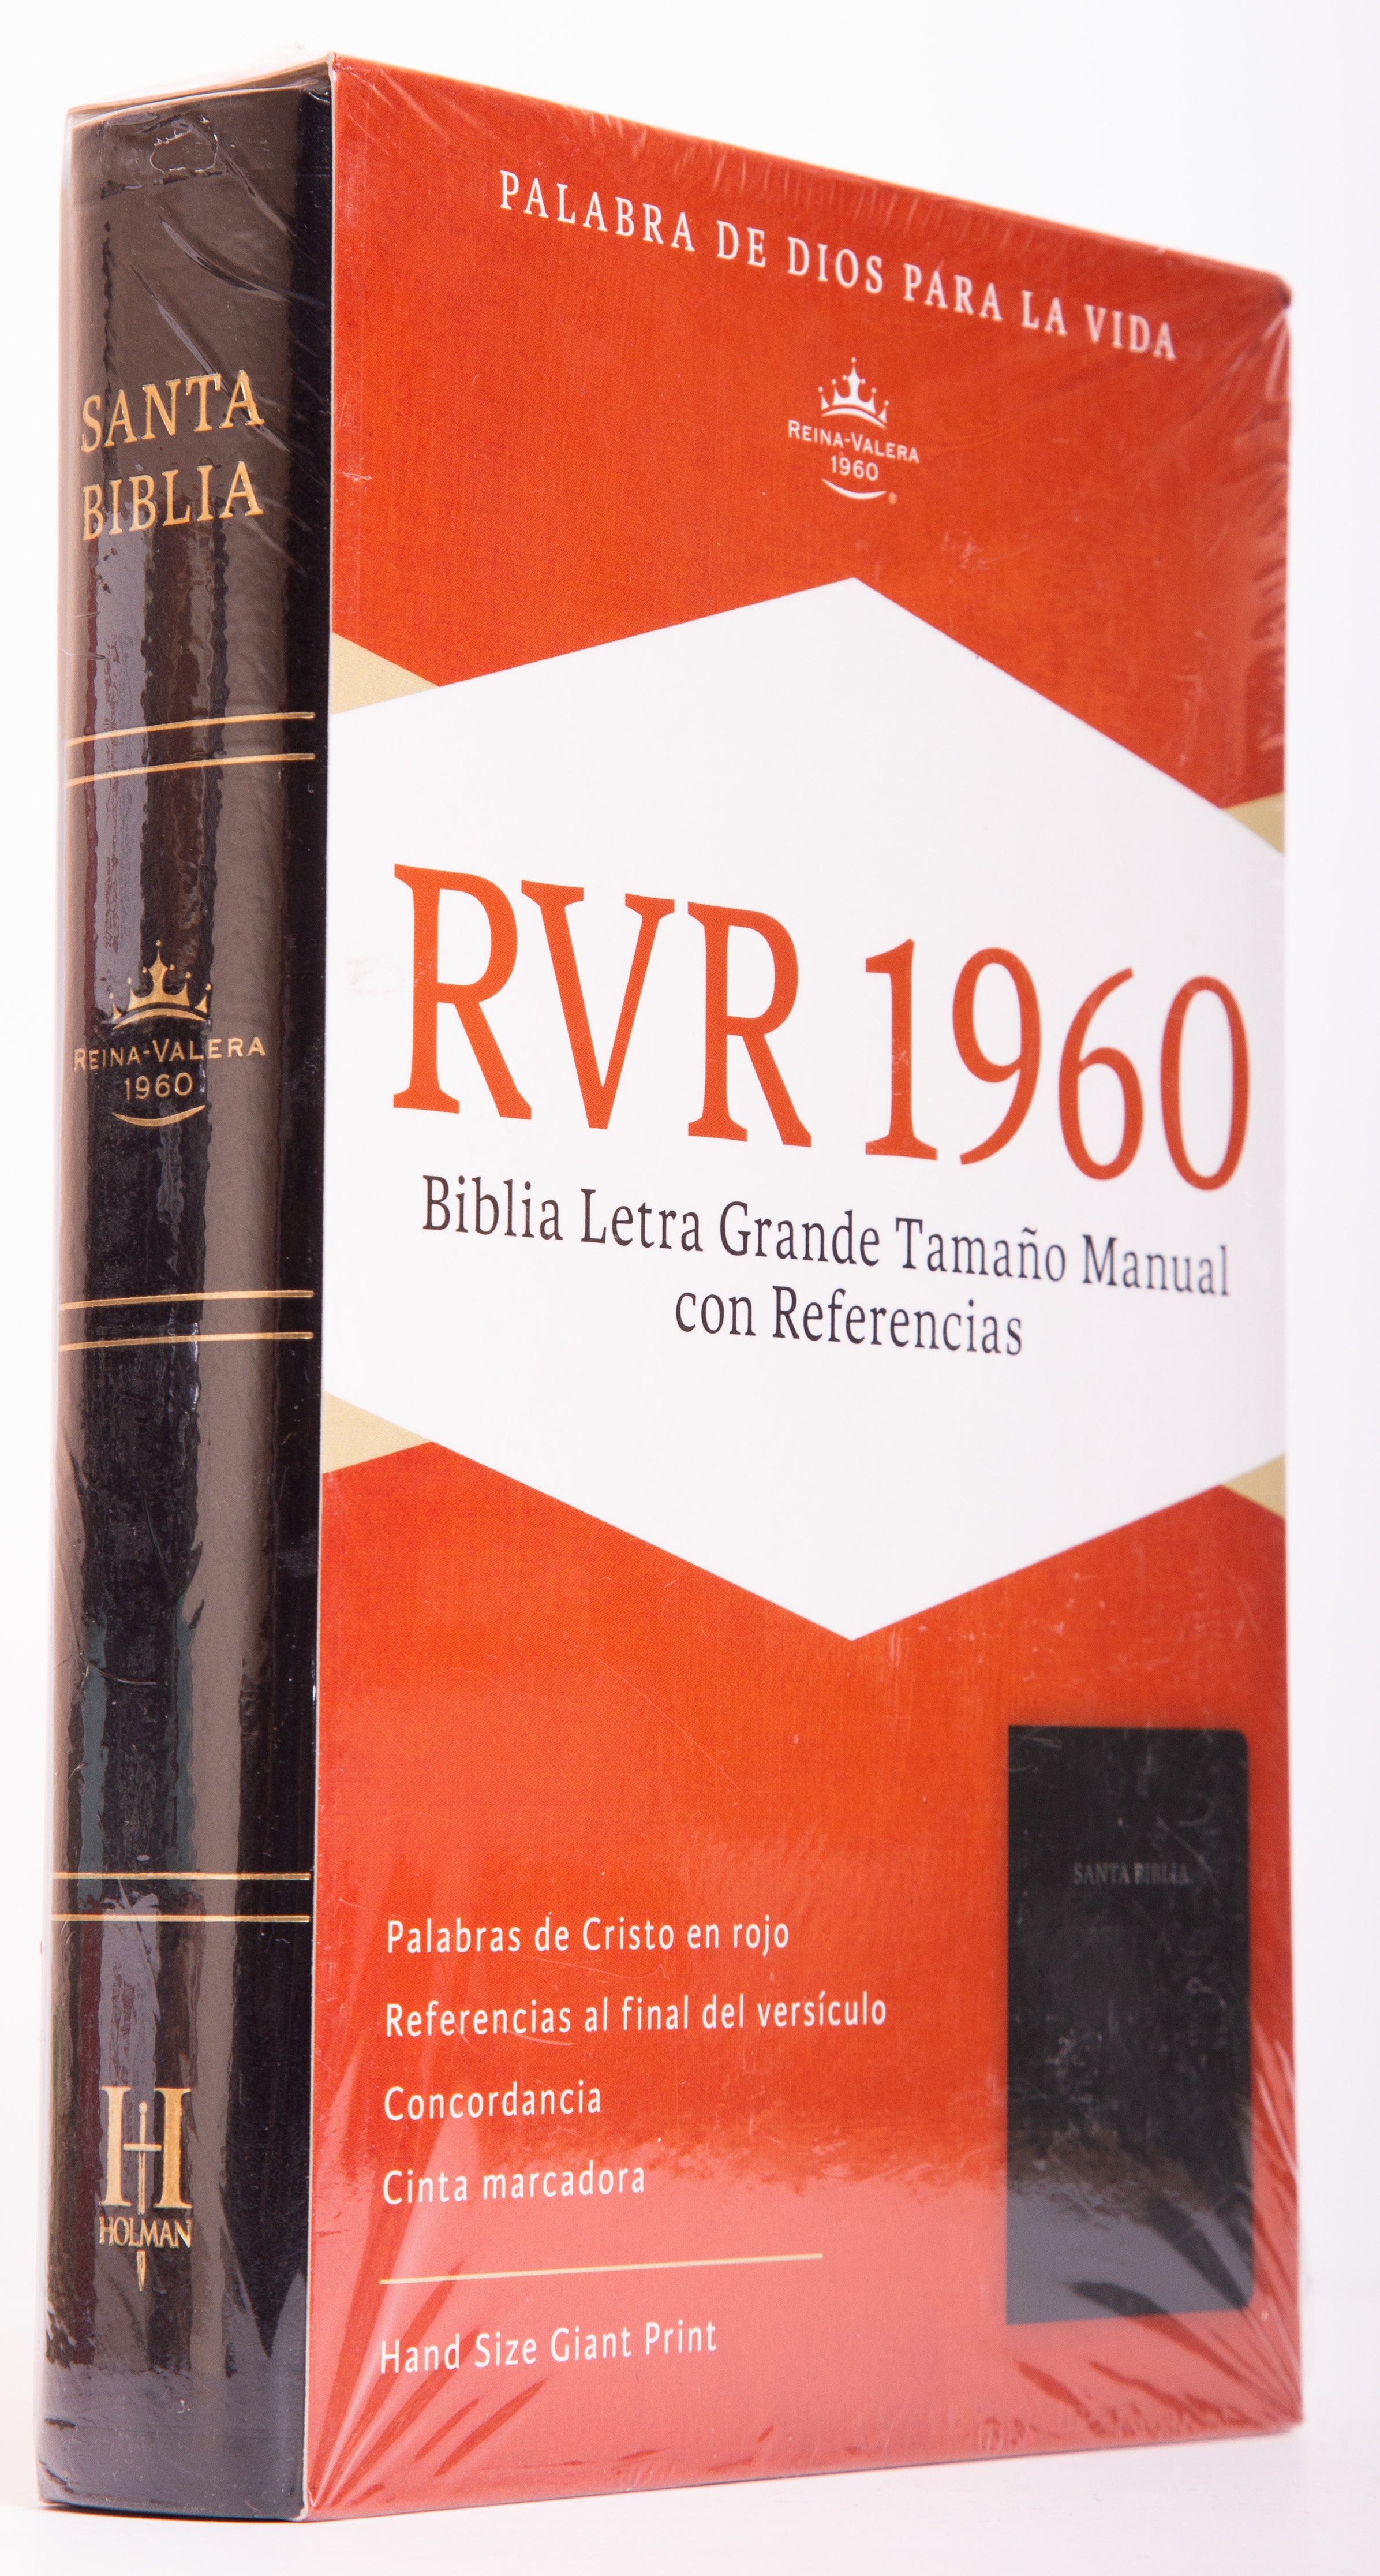 SANTA
BIBLIA
REINA-VALERA
1960
H
HOLMAN
PALABRA DE DIOS PARA LA VIDA
REINA-VALERA
1960
®
RVR 1960
Biblia Letra Grande Tamaño Manual
con Referencias
SANTA BIBLIA
Palabras de Cristo en rojo
Referencias al final del versículo
Concordancia
Cinta marcadora
Hand Size Giant Print